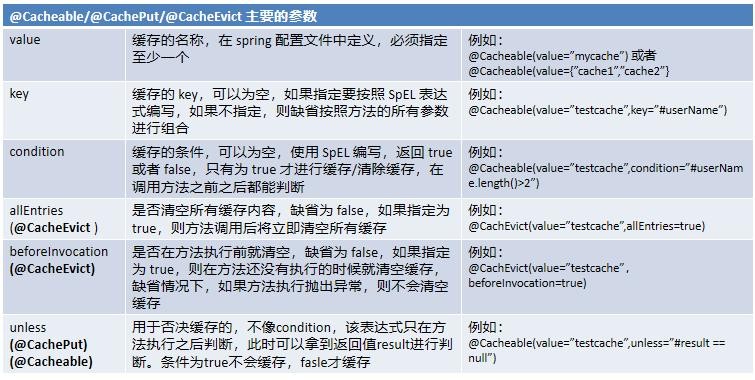 @Cacheable/@CachePut/@CacheEvict 主要的参数
value
缓存的名称，在 spring 配置文件中定义，必须指定
至少一个
例如：
@Cacheable(value=”mycache”) 或者
@Cacheable(value={”cache1”,”cache2”}
key
缓存的 key，可以为空，如果指定要按照 SpEL 表达
式编写，如果不指定，则缺省按照方法的所有参数
进行组合
例如：
@Cacheable(value=”testcache”,key=”#userName”)
condition
缓存的条件，可以为空，使用 SpEL 编写，返回 true
或者 false，只有为 true 才进行缓存/清除缓存，在
调用方法之前之后都能判断
例如：
@Cacheable(value=”testcache”,condition=”#userNam
e.length()>2”)
allEntries
(@CacheEvict )
是否清空所有缓存内容，缺省为 false，如果指定为
true，则方法调用后将立即清空所有缓存
例如：
@CachEvict(value=”testcache”,allEntries=true)
beforeInvocation
(@CacheEvict)
是否在方法执行前就清空，缺省为 false，如果指定
为 true，则在方法还没有执行的时候就清空缓存，
缺省情况下，如果方法执行抛出异常，则不会清空
缓存
例如：
@CachEvict(value=”testcache”,
beforeInvocation=true)
unless
(@CachePut)
(@Cacheable)
用于否决缓存的，不像condition，该表达式只在方
法执行之后判断，此时可以拿到返回值result进行判
断。条件为true不会缓存，fasle才缓存
例如：
@Cacheable(value=”testcache”,unless=”#result ==
null”)